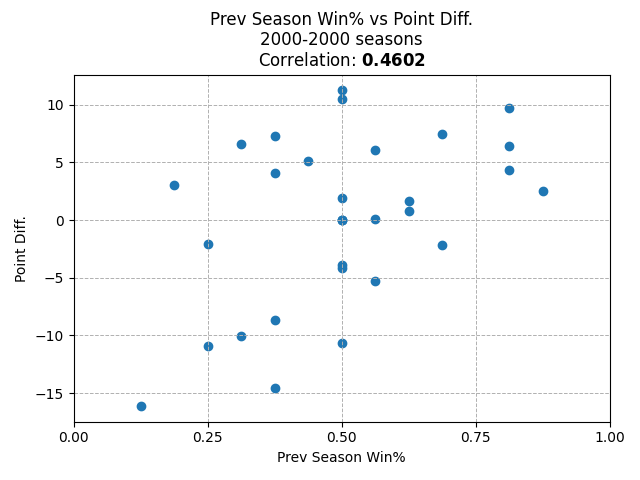 Prev Season Win% vs Point Diff.
2000-2000 seasons
Correlation: 0.4602
10
5
0
−5
−10
−15
Point Diff.
0.00 0.25 0.50 0.75 1.00
Prev Season Win%